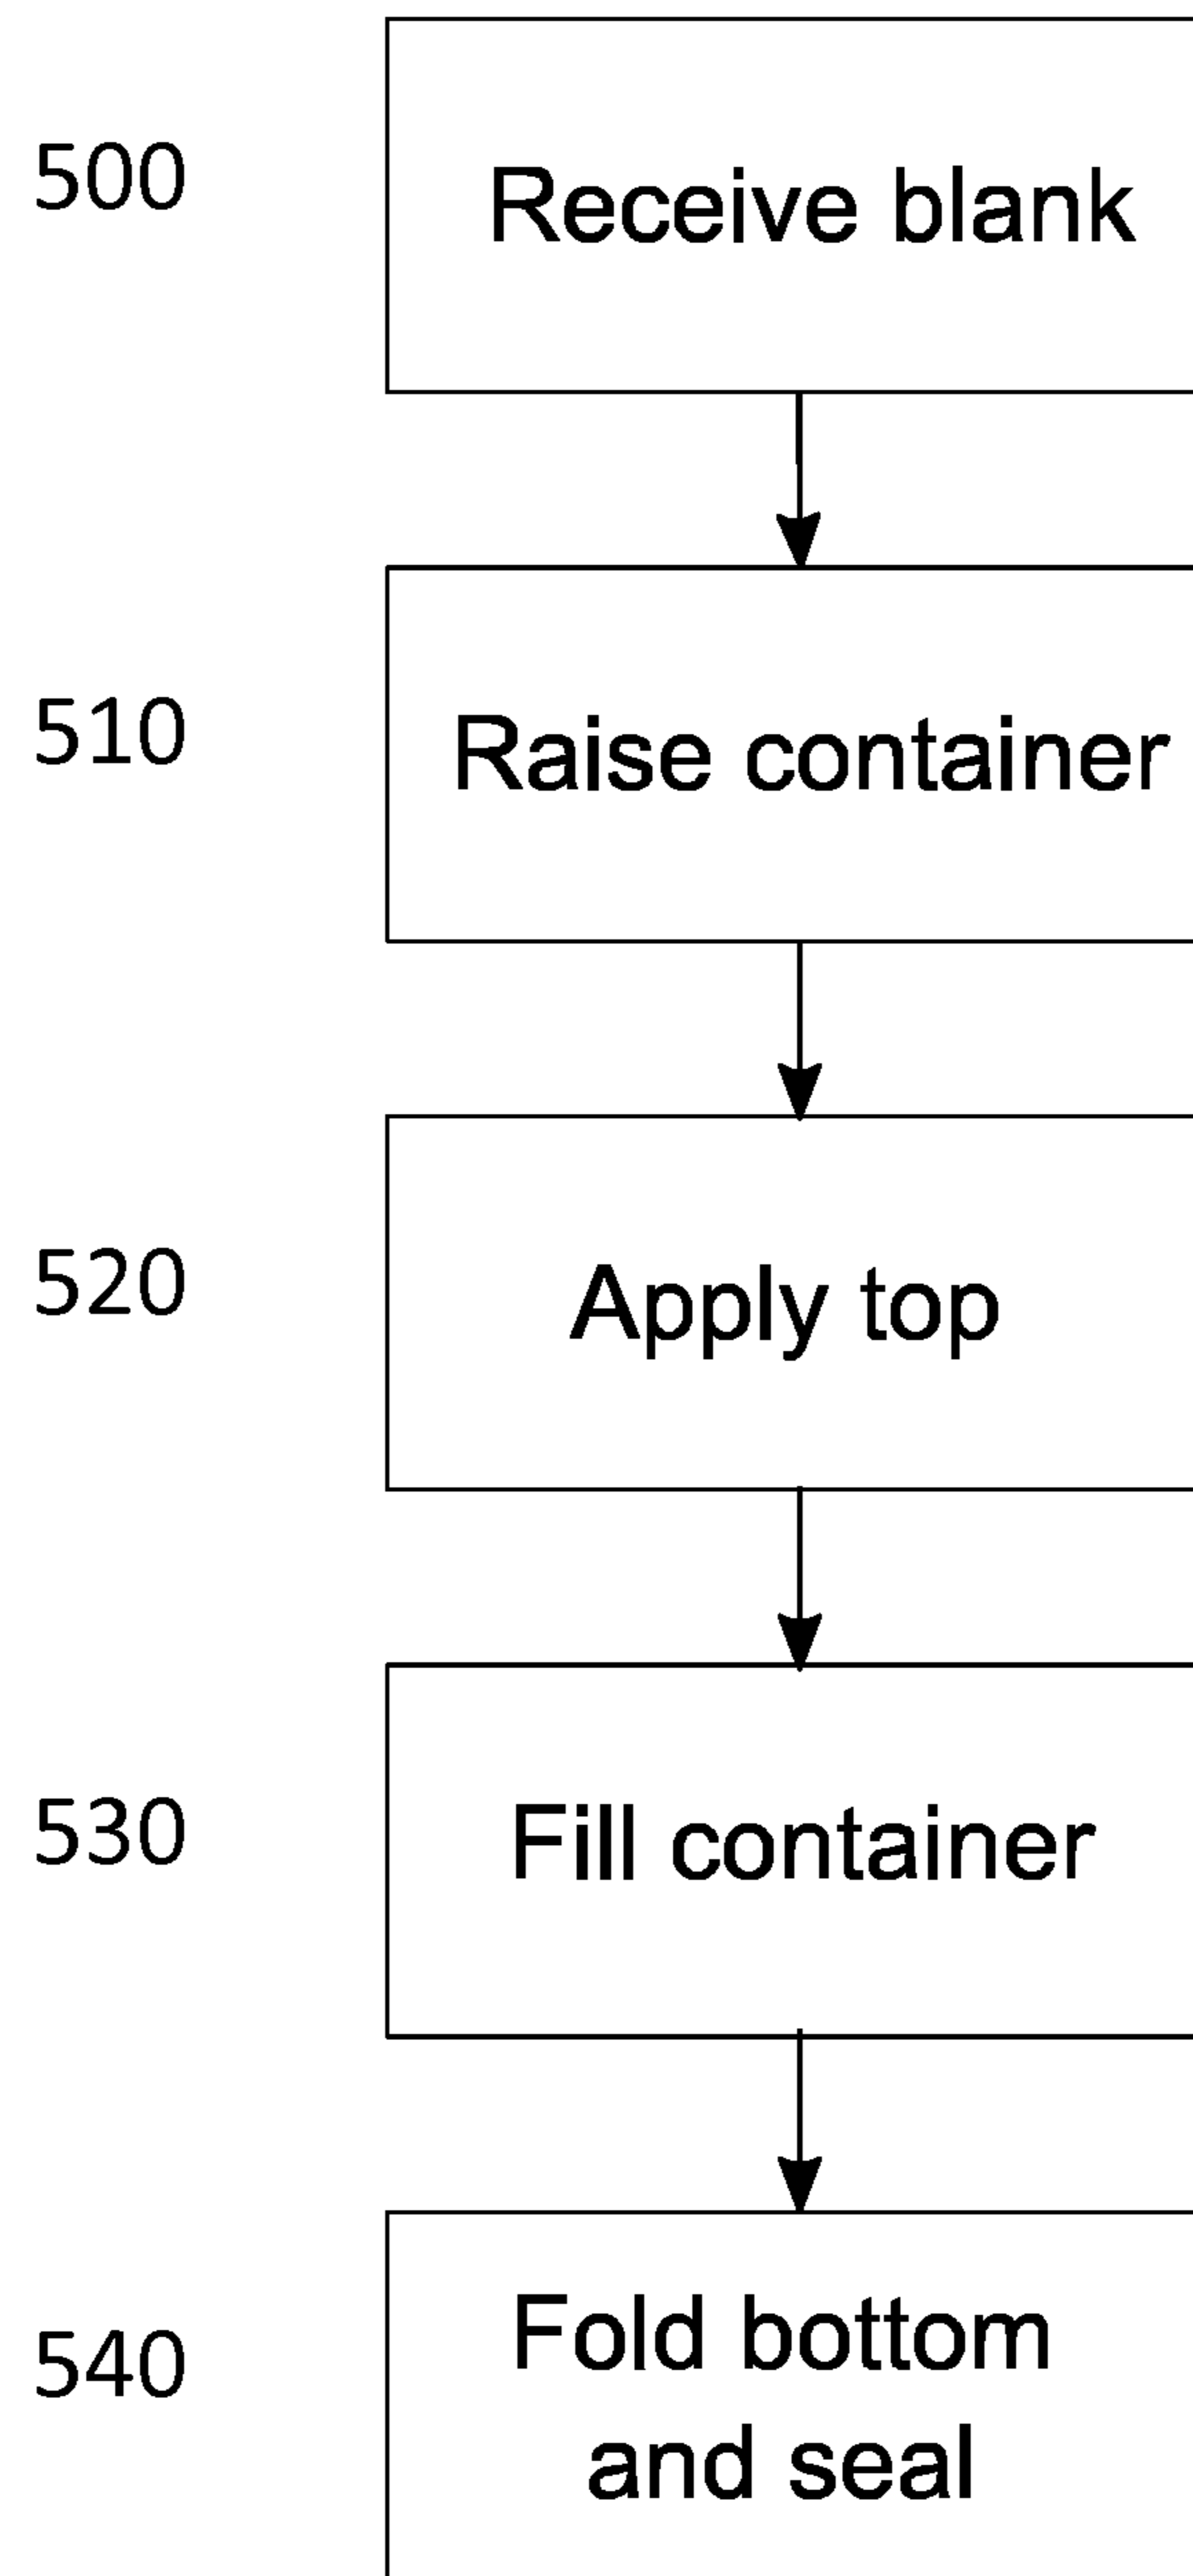 500
Receive blank
510
Raise container
520
Apply top
530
Fill container
540
Fold bottom
and seal